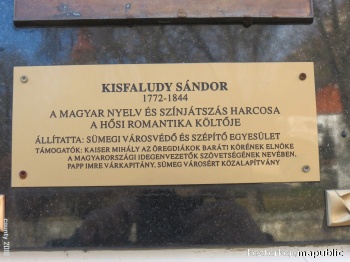 KISFALUDY SÁNDOR
1772-1844
A MAGYAR NYELV ÉS SZÍNJÁTSZÁS HARCOSA
A HŐSI ROMANTIKA KÖLTŐJE
ÁLLÍTATTA: SÜMEGI VÁROSVÉDŐ ÉS SZÉPÍTŐ EGYESÜLET
TÁMOGATÓK: KAISER MIHÁLY AZ ÖREGDIÁKOK BARÁTI KÖRÉNEK ELNÖKE
A MAGYARORSZÁGI IDEGENVEZETŐK SZÖVETSÉGÉNEK NEVÉBEN,
PAPP IMRE VÁRKAPITÁNY, SÜMEG VÁROSÉRT KÖZALAPÍTVÁNY